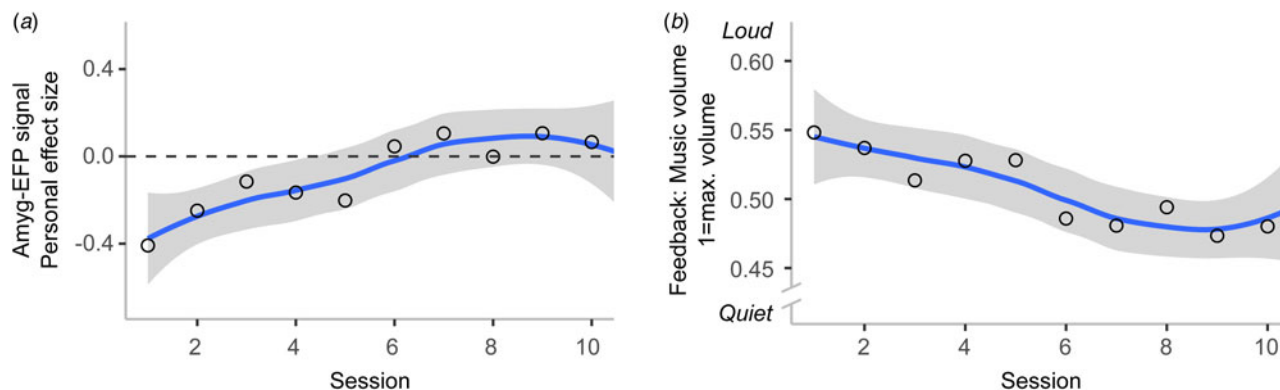 (a)
Amyg-EFP signal
Personal effect size
0.4
0.0
-0.4
2 4 6 8 10
Session
(b)
Feedback: Music volume
1=max. volume
Loud
0.60
0.55
0.50
0.45
Quiet
2 4 6 8 10
Session